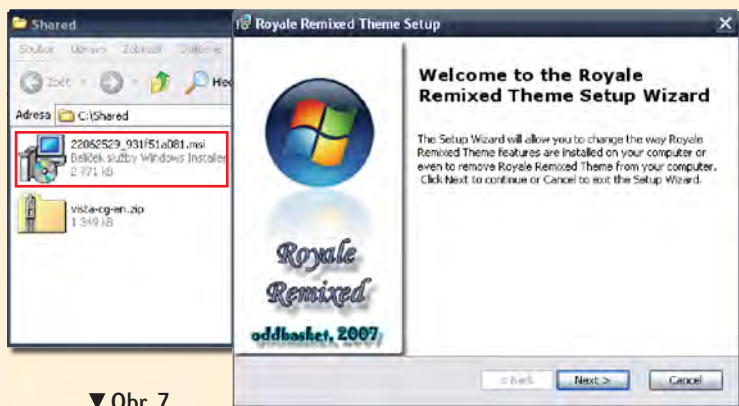 Shared
Soubor Úpravy Zobrazit Oblíbené
Zpět
Adresa C:\Shared
22062529_931f51a081.msi
Balíček služby Windows Installer
2 771 kB
vista-cg-en.zip
1 349 kB
Royale Remixed Theme Setup
Welcome to the Royale
Remixed Theme Setup Wizard
The Setup Wizard will allow you to change the way Royale
Remixed Theme features are installed on your computer or
even to remove Royale Remixed Theme from your computer.
Click Next to continue or Cancel to exit the Setup Wizard.
Royale
Remixed
oddbasket, 2007
< Back Next > Cancel
▼ Obr. 7